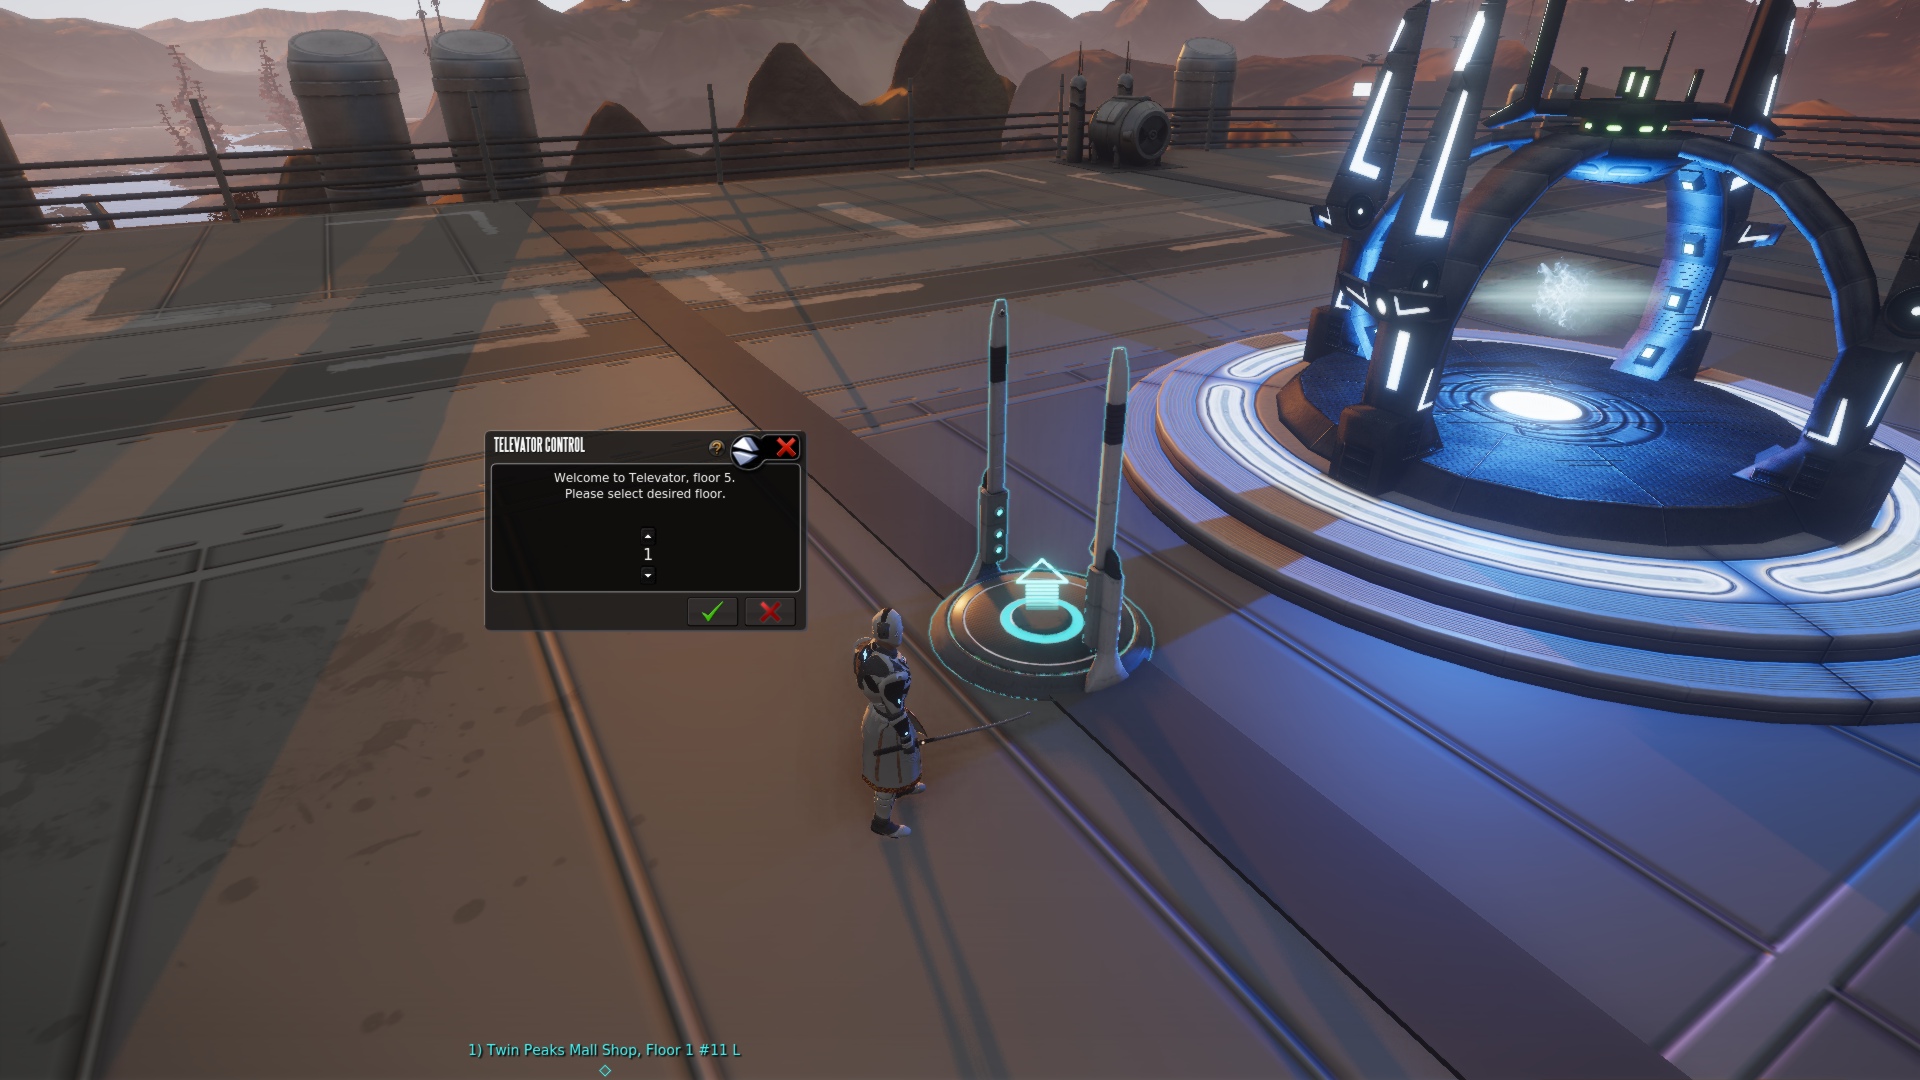 TELEVATOR CONTROL
Welcome to Televator, floor 5.
Please select desired floor.
1
1) Twin Peaks Mall Shop, Floor 1 #11 L